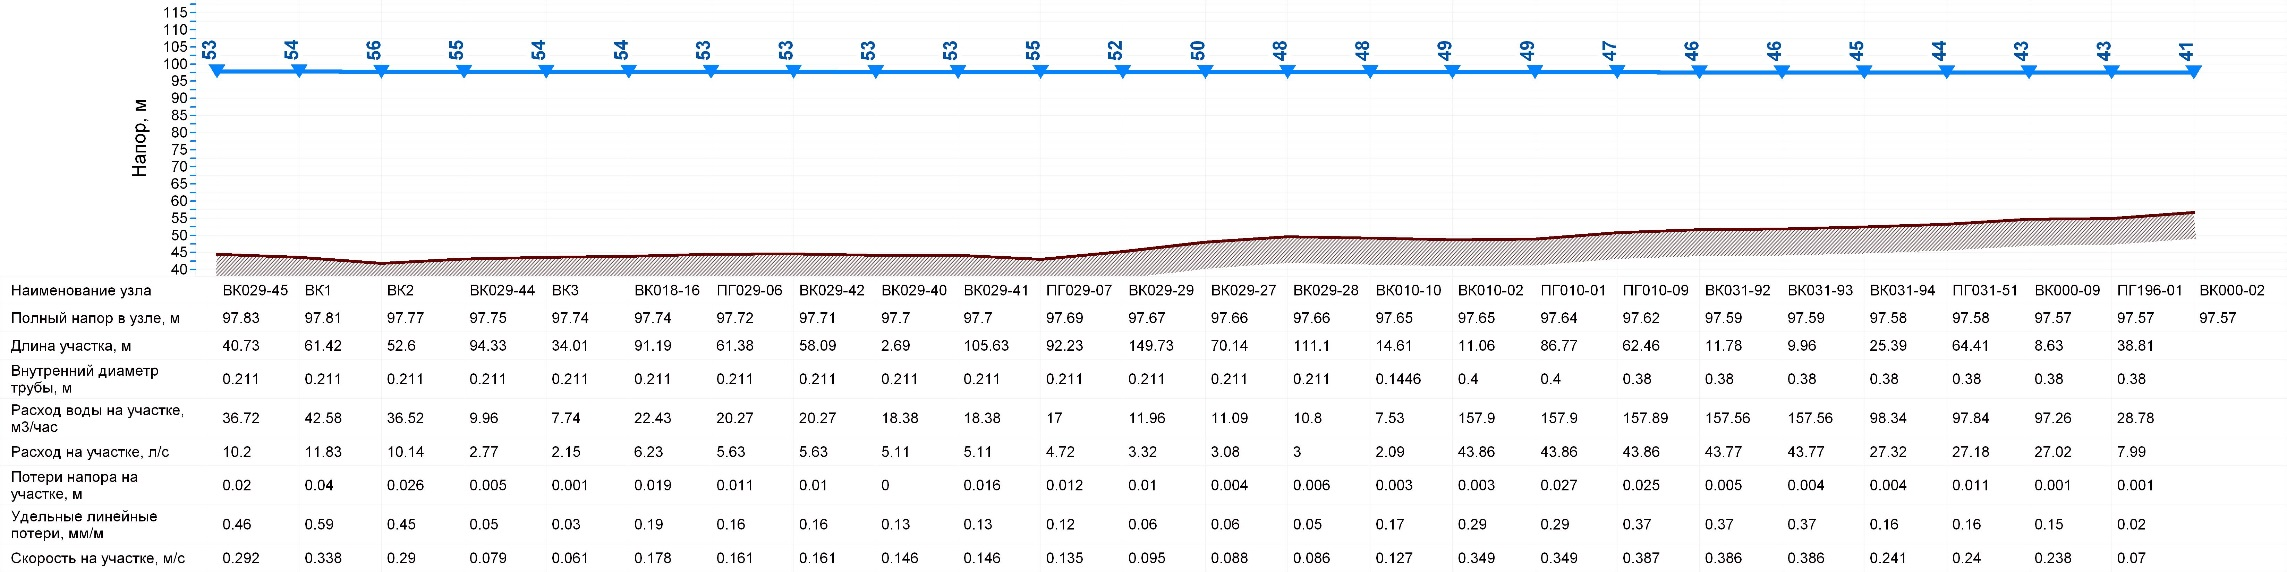 115
110
105
100
95
90
85
80
75
70
65
60
55
50
45
40
Напор, м
53 54 56 55 54 54 53 53 53 53 55 52 50 48 48 49 49 47 46 46 45 44 43 43 41
Наименование узла ВК029-45 ВК1 ВК2 ВК029-44 ВК3 ВК018-16 ПГ029-06 ВК029-42 ВК029-40 ВК029-41 ПГ029-07 ВК029-29 ВК029-27 ВК029-28 ВК010-10 ВК010-02 ПГ010-01 ПГ010-09 ВК031-92 ВК031-93 ВК031-94 ПГ031-51 ВК000-09 ПГ196-01 ВК000-02
Полный напор в узле, м 97.83 97.81 97.77 97.75 97.74 97.74 97.72 97.71 97.7 97.7 97.69 97.67 97.66 97.66 97.65 97.65 97.64 97.62 97.59 97.59 97.58 97.58 97.57 97.57 97.57
Длина участка, м 40.73 61.42 52.6 94.33 34.01 91.19 61.38 58.09 2.69 105.63 92.23 149.73 70.14 111.1 14.61 11.06 86.77 62.46 11.78 9.96 25.39 64.41 8.63 38.81
Внутренний диаметр
трубы, м 0.211 0.211 0.211 0.211 0.211 0.211 0.211 0.211 0.211 0.211 0.211 0.211 0.211 0.211 0.1446 0.4 0.4 0.38 0.38 0.38 0.38 0.38 0.38 0.38
Расход воды на участке,
м3/час 36.72 42.58 36.52 9.96 7.74 22.43 20.27 20.27 18.38 18.38 17 11.96 11.09 10.8 7.53 157.9 157.9 157.89 157.56 157.56 98.34 97.84 97.26 28.78
Расход на участке, л/с 10.2 11.83 10.14 2.77 2.15 6.23 5.63 5.63 5.11 5.11 4.72 3.32 3.08 3 2.09 43.86 43.86 43.86 43.77 43.77 27.32 27.18 27.02 7.99
Потери напора на
участке, м 0.02 0.04 0.026 0.005 0.001 0.019 0.011 0.01 0 0.016 0.012 0.01 0.004 0.006 0.003 0.003 0.027 0.025 0.005 0.004 0.004 0.011 0.001 0.001
Удельные линейные
потери, мм/м 0.46 0.59 0.45 0.05 0.03 0.19 0.16 0.16 0.13 0.13 0.12 0.06 0.06 0.05 0.17 0.29 0.29 0.37 0.37 0.37 0.16 0.16 0.15 0.02
Скорость на участке, м/с 0.292 0.338 0.29 0.079 0.061 0.178 0.161 0.161 0.146 0.146 0.135 0.095 0.088 0.086 0.127 0.349 0.349 0.387 0.386 0.386 0.241 0.24 0.238 0.07